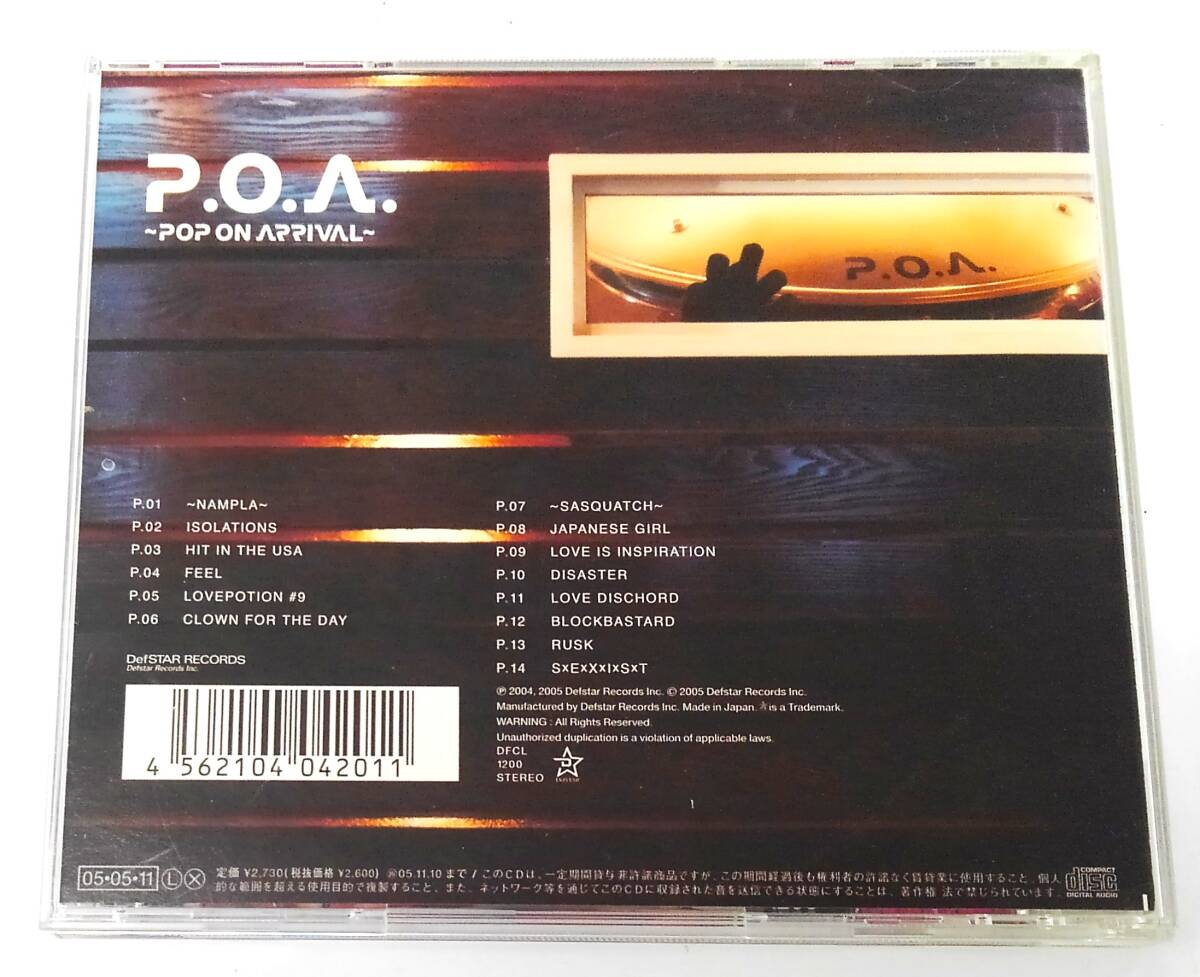 P.O.A.
~POP ON ARRIVAL~
P.O.A.
P.01 ~NAMPLA~
P.02 ISOLATIONS
P.03 HIT IN THE USA
P.04 FEEL
P.05 LOVEPOTION #9
P.06 CLOWN FOR THE DAY
P.07 ~SASQUATCH~
P.08 JAPANESE GIRL
P.09 LOVE IS INSPIRATION
P.10 DISASTER
P.11 LOVE DISCHORD
P.12 BLOCKBASTARD
P.13 RUSK
P.14 S×E×X×I×S×T
DefSTAR RECORDS
Defstar Records Inc.
4 562104 042011
℗ 2004, 2005 Defstar Records Inc. © 2005 Defstar Records Inc.
Manufactured by Defstar Records Inc. Made in Japan. is a Trademark.
WARNING : All Rights Reserved.
Unauthorized duplication is a violation of applicable laws.
DFCL
1200
STEREO
05•05•11 Ⓛ Ⓧ 定価 ¥2,730(税抜価格 ¥2,600) 05.11.10 まで / このCDは、一定期間貸与非許諾商品ですが、この期間経過後も権利者の許諾なく賃貸業に使用すること、個人
的な範囲を超える使用目的で複製すること、また、ネットワーク等を通じてこのCDに収録された音を送信できる状態にすることは、著作権法で禁じられています。
COMPACT
disc
DIGITAL AUDIO